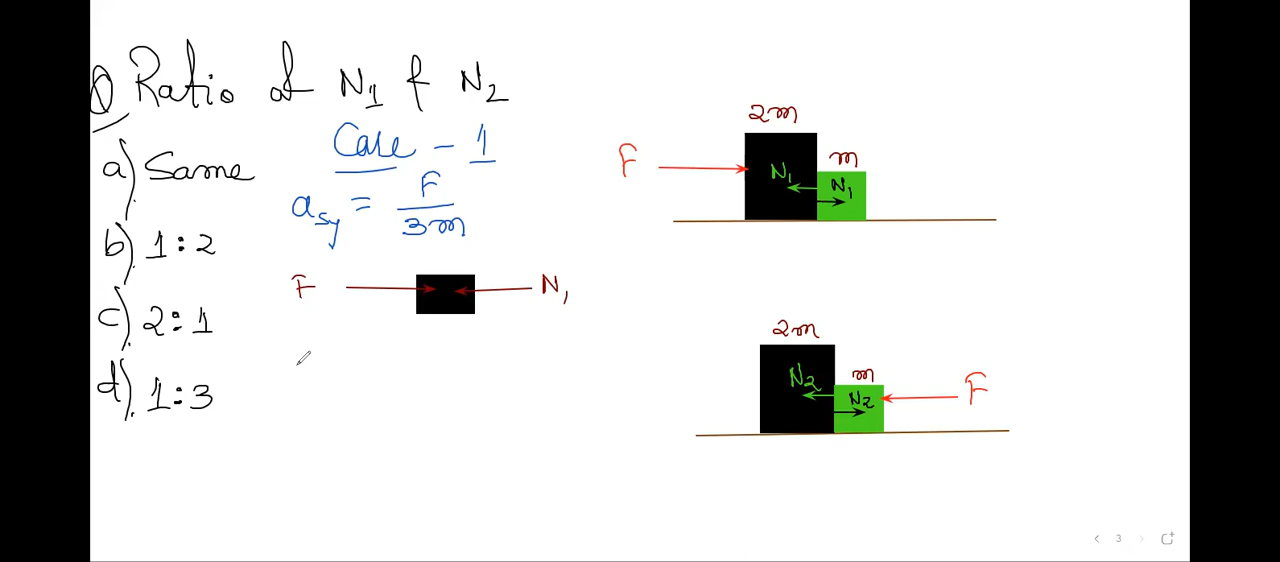 Q) Ratio of N1 & N2
a) Same
b) 1:2
c) 2:1
d) 1:3
Case - 1
a_sy = F/3m
F N1
F
2m
m
N1
N1
2m
m
N2
N2
F
3